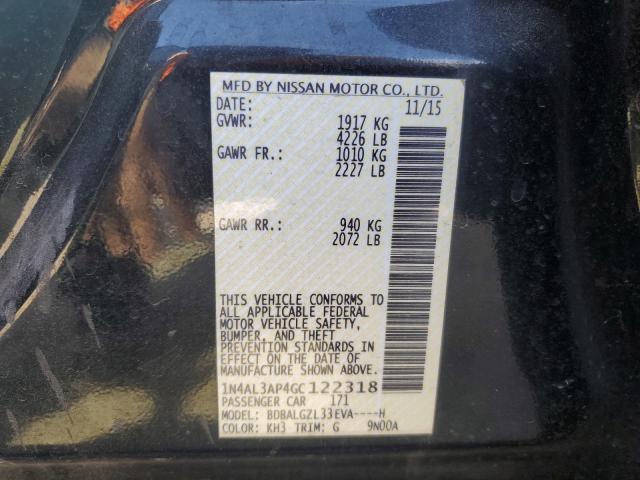 MFD BY NISSAN MOTOR CO., LTD.
DATE: 11/15
GVWR: 1917 KG
4226 LB
GAWR FR.: 1010 KG
2227 LB
GAWR RR.: 940 KG
2072 LB
THIS VEHICLE CONFORMS TO
ALL APPLICABLE FEDERAL
MOTOR VEHICLE SAFETY,
BUMPER, AND THEFT
PREVENTION STANDARDS IN
EFFECT ON THE DATE OF
MANUFACTURE SHOWN ABOVE.
1N4AL3AP4GC122318
PASSENGER CAR 171
MODEL: BDBALGZL33EVA----H
COLOR: KH3 TRIM: G 9N00A